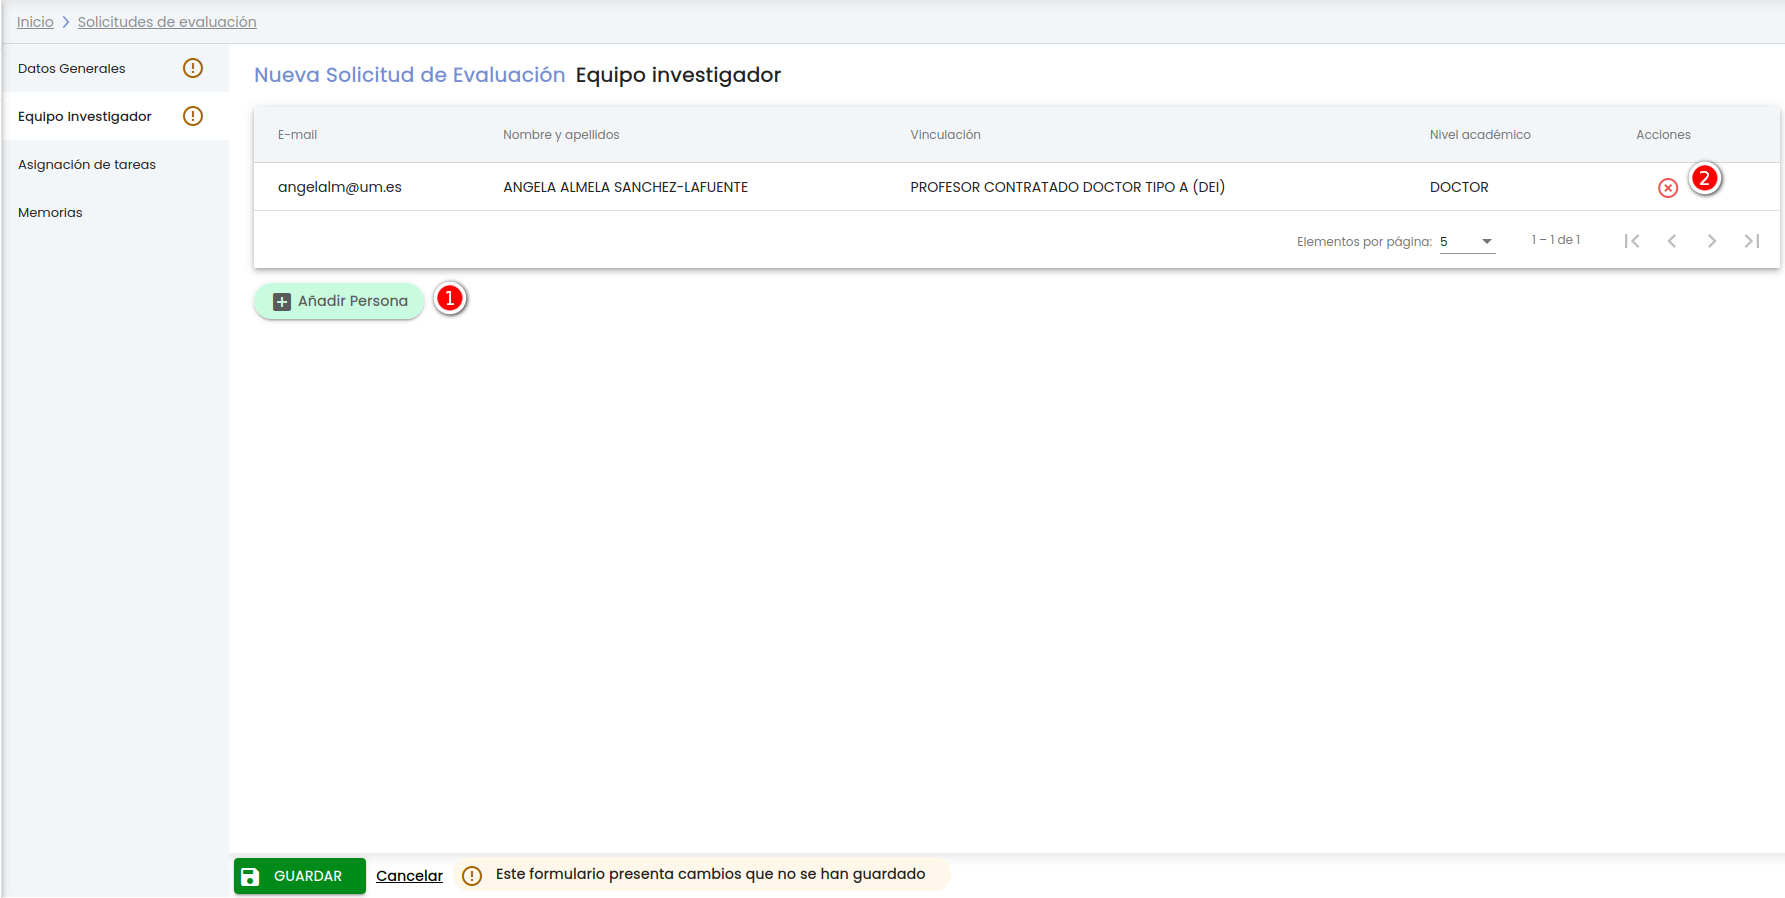 Inicio > Solicitudes de evaluación
Datos Generales
Equipo investigador
Asignación de tareas
Memorias
Nueva Solicitud de Evaluación Equipo investigador
E-mail Nombre y apellidos Vinculación Nivel académico Acciones
angelalm@um.es ANGELA ALMELA SANCHEZ-LAFUENTE PROFESOR CONTRATADO DOCTOR TIPO A (DEI) DOCTOR 2
Elementos por página: 5 1 – 1 de 1
Añadir Persona 1
GUARDAR Cancelar Este formulario presenta cambios que no se han guardado